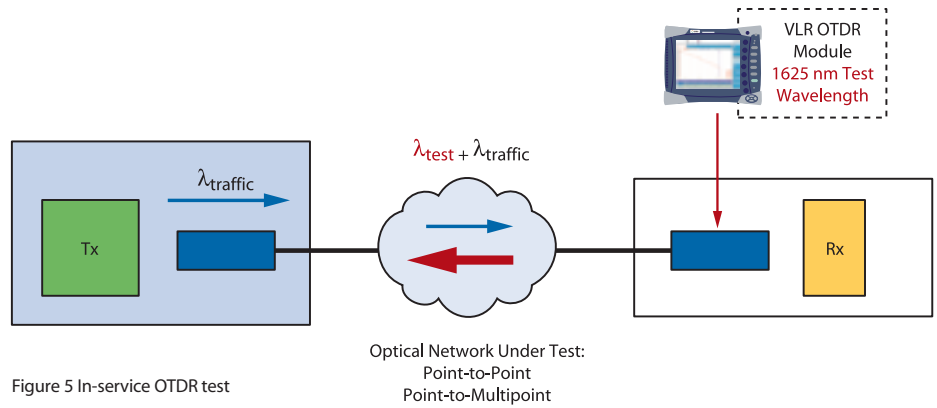 VLR OTDR
Module
1625 nm Test
Wavelength
λtest + λtraffic
λtraffic
Tx
Rx
Optical Network Under Test:
Point-to-Point
Point-to-Multipoint
Figure 5 In-service OTDR test